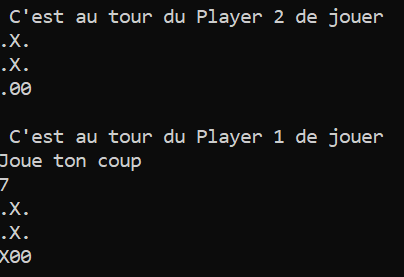 C'est au tour du Player 2 de jouer
.X.
.X.
.00
C'est au tour du Player 1 de jouer
Joue ton coup
7
.X.
.X.
X00